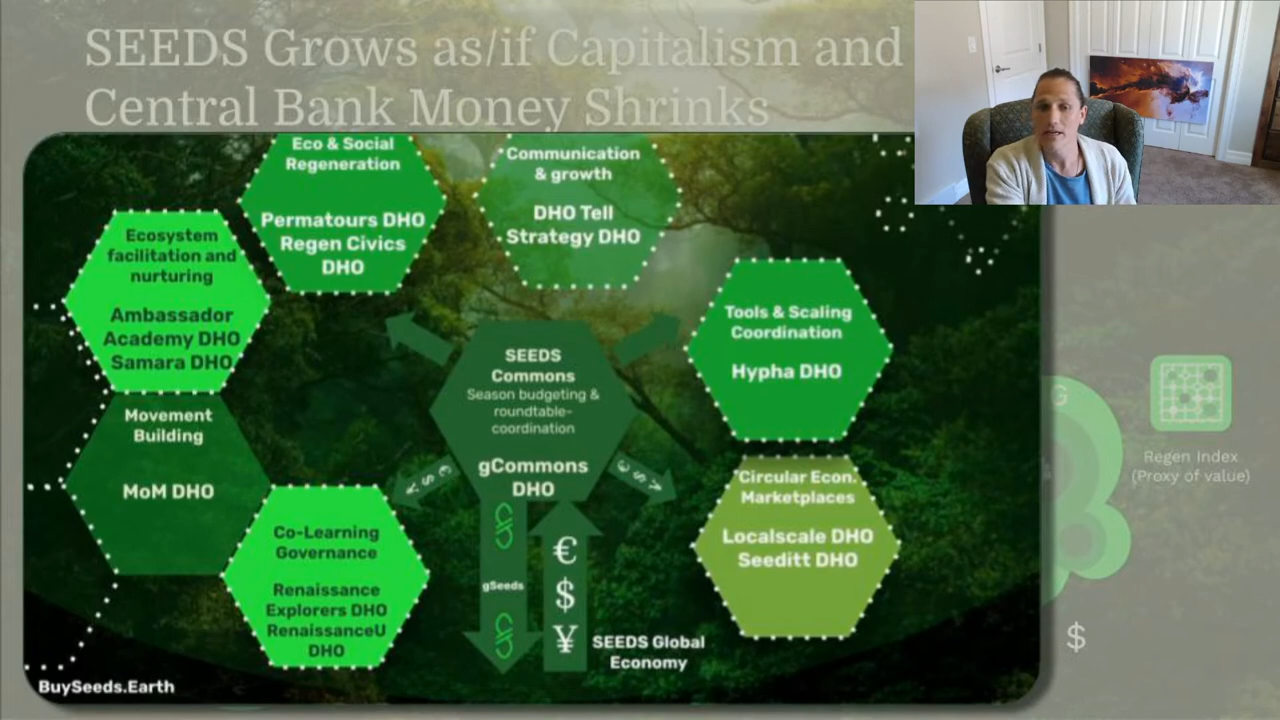 SEEDS Grows as/if Capitalism and
Central Bank Money Shrinks
Eco & Social
Regeneration
Permatours DHO
Regen Civics
DHO
Communication
& growth
DHO Tell
Strategy DHO
Ecosystem
facilitation and
nurturing
Ambassador
Academy DHO
Samara DHO
Tools & Scaling
Coordination
Hypha DHO
SEEDS
Commons
Season budgeting &
roundtable-
coordination
gCommons
DHO
Movement
Building
MoM DHO
Co-Learning
Governance
Renaissance
Explorers DHO
RenaissanceU
DHO
Circular Econ.
Marketplaces
Localscale DHO
Seeditt DHO
¥ $ €
€ $ ¥
gSeeds
€
$
¥
SEEDS Global
Economy
BuySeeds.Earth
G
Regen Index
(Proxy of value)
$